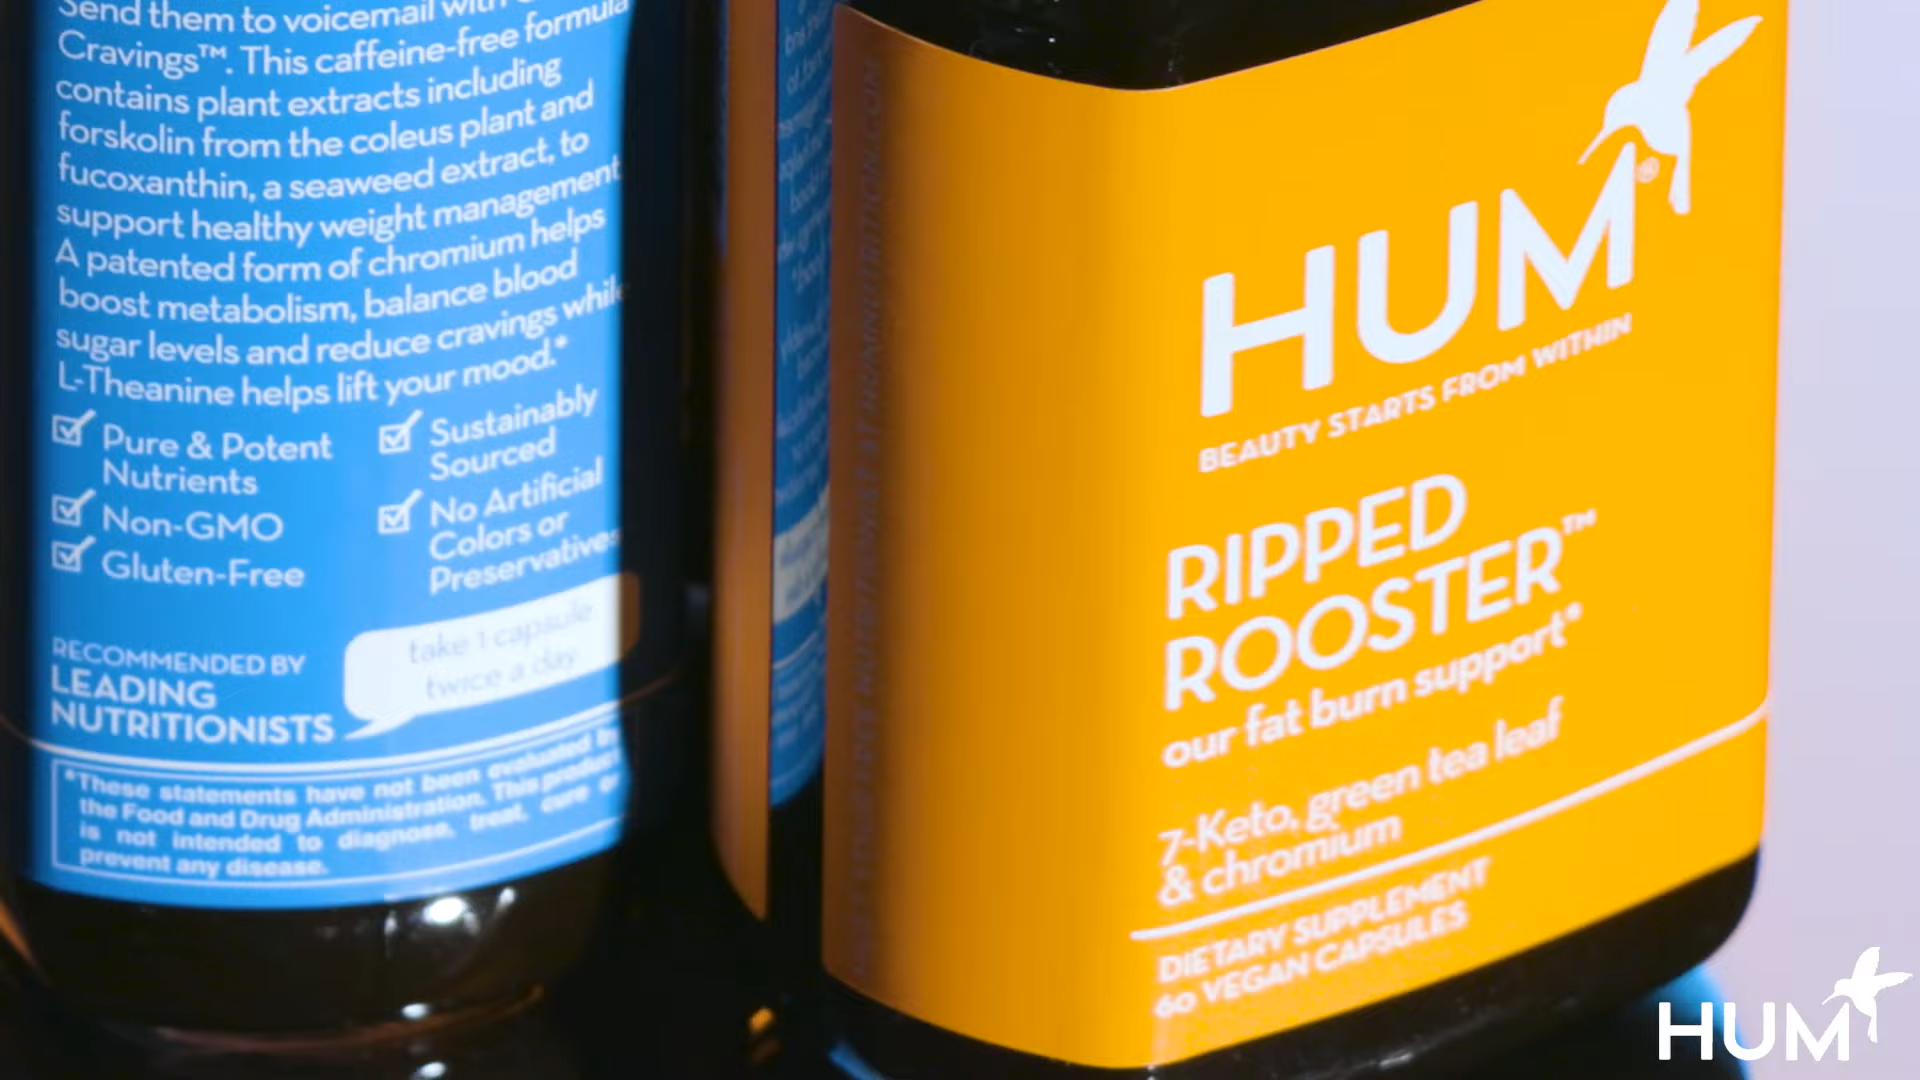 Send them to voicemail with
Cravings™. This caffeine-free formula
contains plant extracts including
forskolin from the coleus plant and
fucoxanthin, a seaweed extract, to
support healthy weight management
A patented form of chromium helps
boost metabolism, balance blood
sugar levels and reduce cravings while
L-Theanine helps lift your mood.*
Pure & Potent
Nutrients
Non-GMO
Gluten-Free
Sustainably
Sourced
No Artificial
Colors or
Preservatives
RECOMMENDED BY
LEADING
NUTRITIONISTS
take 1 capsule
twice a day
*These statements have not been evaluated by
the Food and Drug Administration. This product
is not intended to diagnose, treat, cure or
prevent any disease.
HUM®
BEAUTY STARTS FROM WITHIN
RIPPED
ROOSTER™
our fat burn support*
7-Keto, green tea leaf
& chromium
DIETARY SUPPLEMENT
60 VEGAN CAPSULES
HUM